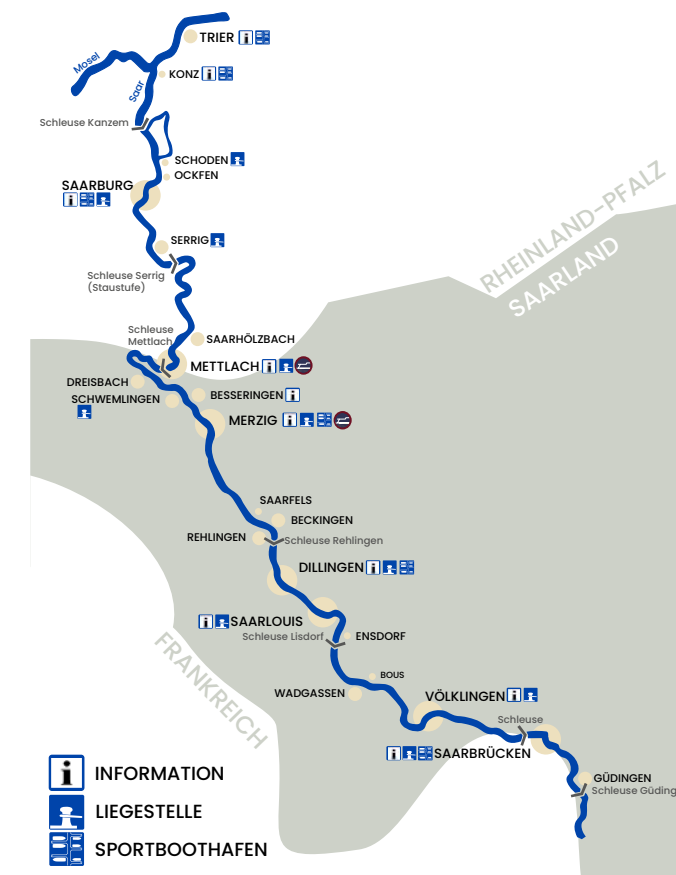 TRIER
Mosel
KONZ
Saar
Schleuse Kanzem
SCHODEN
OCKFEN
SAARBURG
RHEINLAND-PFALZ
SAARLAND
SERRIG
Schleuse Serrig
(Staustufe)
Schleuse
Mettlach
SAARHÖLZBACH
METTLACH
DREISBACH
BESSERINGEN
SCHWEMLINGEN
MERZIG
SAARFELS
BECKINGEN
REHLINGEN
Schleuse Rehlingen
DILLINGEN
SAARLOUIS
Schleuse Lisdorf
ENSDORF
FRANKREICH
BOUS
WADGASSEN
VÖLKLINGEN
Schleuse
SAARBRÜCKEN
GÜDINGEN
Schleuse Güding
INFORMATION
LIEGESTELLE
SPORTBOOTHAFEN